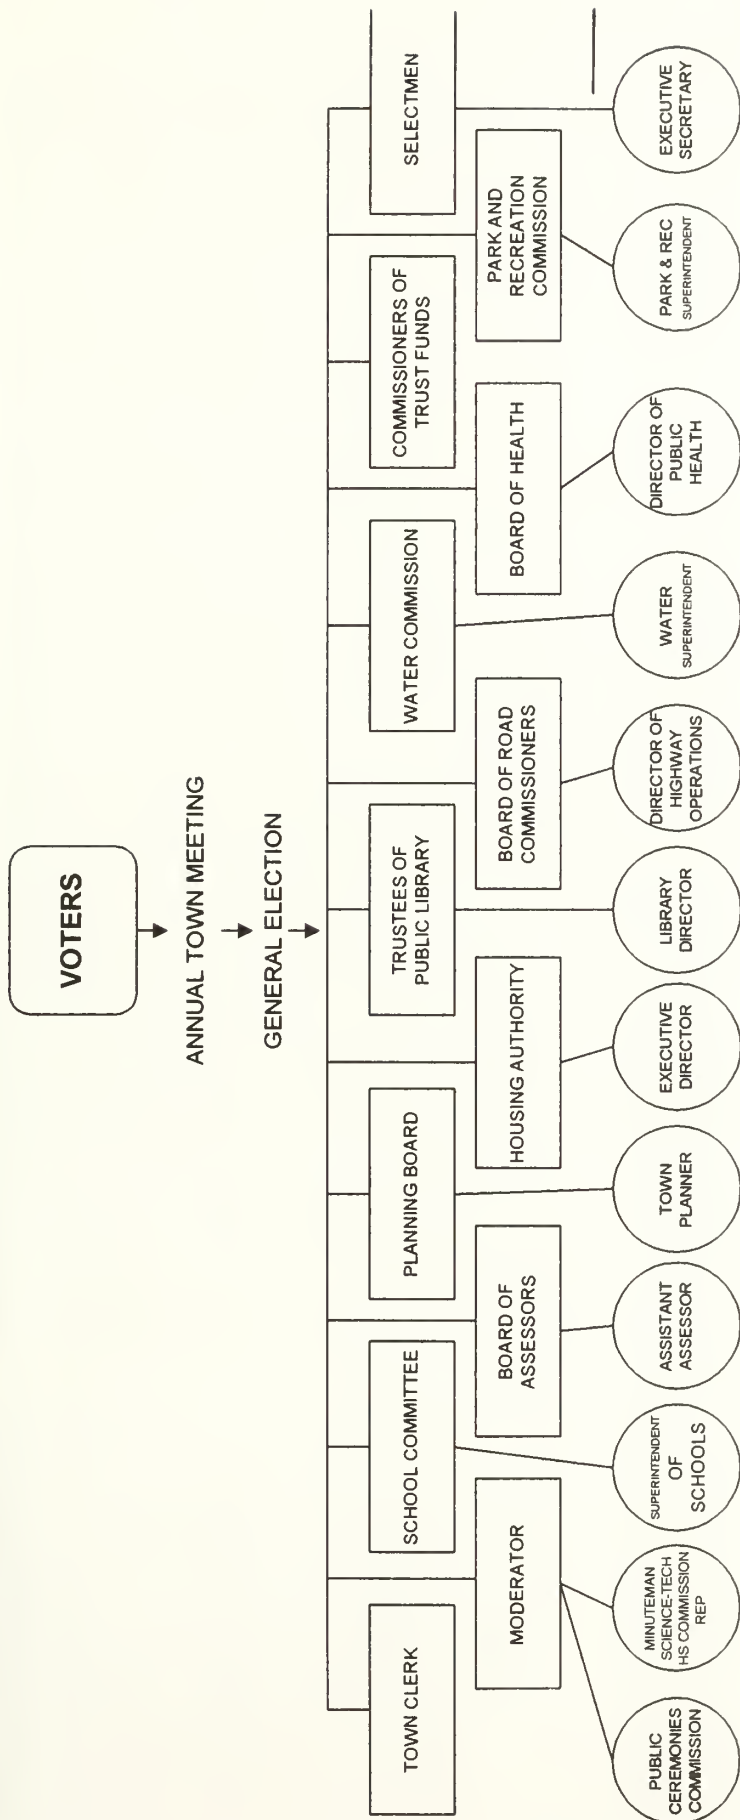 VOTERS
ANNUAL TOWN MEETING
GENERAL ELECTION
TOWN CLERK
SCHOOL COMMITTEE
PLANNING BOARD
TRUSTEES OF
PUBLIC LIBRARY
WATER COMMISSION
COMMISSIONERS OF
TRUST FUNDS
SELECTMEN
MODERATOR
BOARD OF
ASSESSORS
HOUSING AUTHORITY
BOARD OF ROAD
COMMISSIONERS
BOARD OF HEALTH
PARK AND
RECREATION
COMMISSION
PUBLIC
CEREMONIES
COMMISSION
MINUTEMAN
SCIENCE-TECH
HS COMMISSION
REP
SUPERINTENDENT
OF
SCHOOLS
ASSISTANT
ASSESSOR
TOWN
PLANNER
EXECUTIVE
DIRECTOR
LIBRARY
DIRECTOR
DIRECTOR OF
HIGHWAY
OPERATIONS
WATER
SUPERINTENDENT
DIRECTOR OF
PUBLIC
HEALTH
PARK & REC
SUPERINTENDENT
EXECUTIVE
SECRETARY